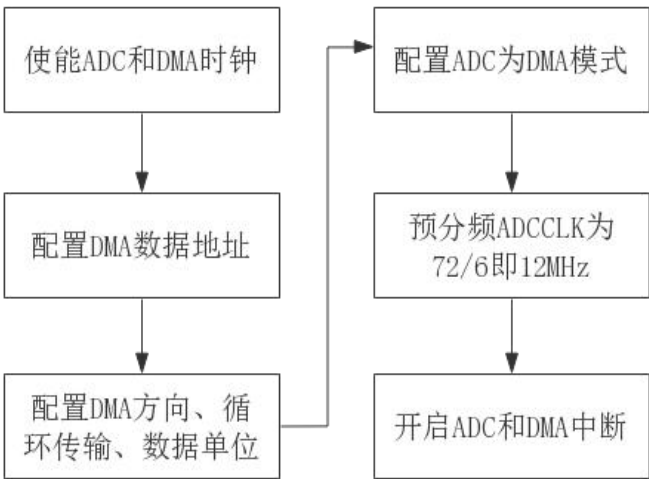 使能ADC和DMA时钟
配置DMA数据地址
配置DMA方向、循
环传输、数据单位
配置ADC为DMA模式
预分频ADCCLK为
72/6即12MHz
开启ADC和DMA中断